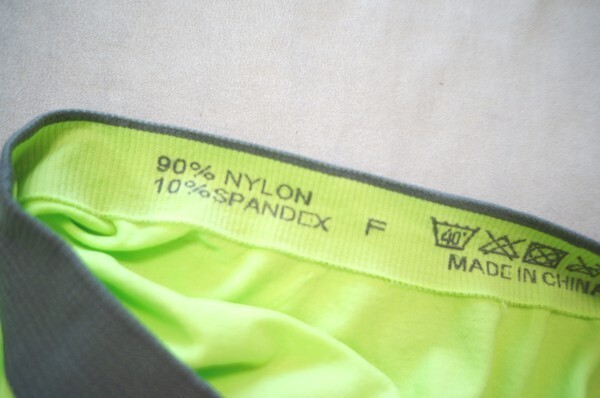 90% NYLON
10% SPANDEX
F
40°
MADE IN CHINA